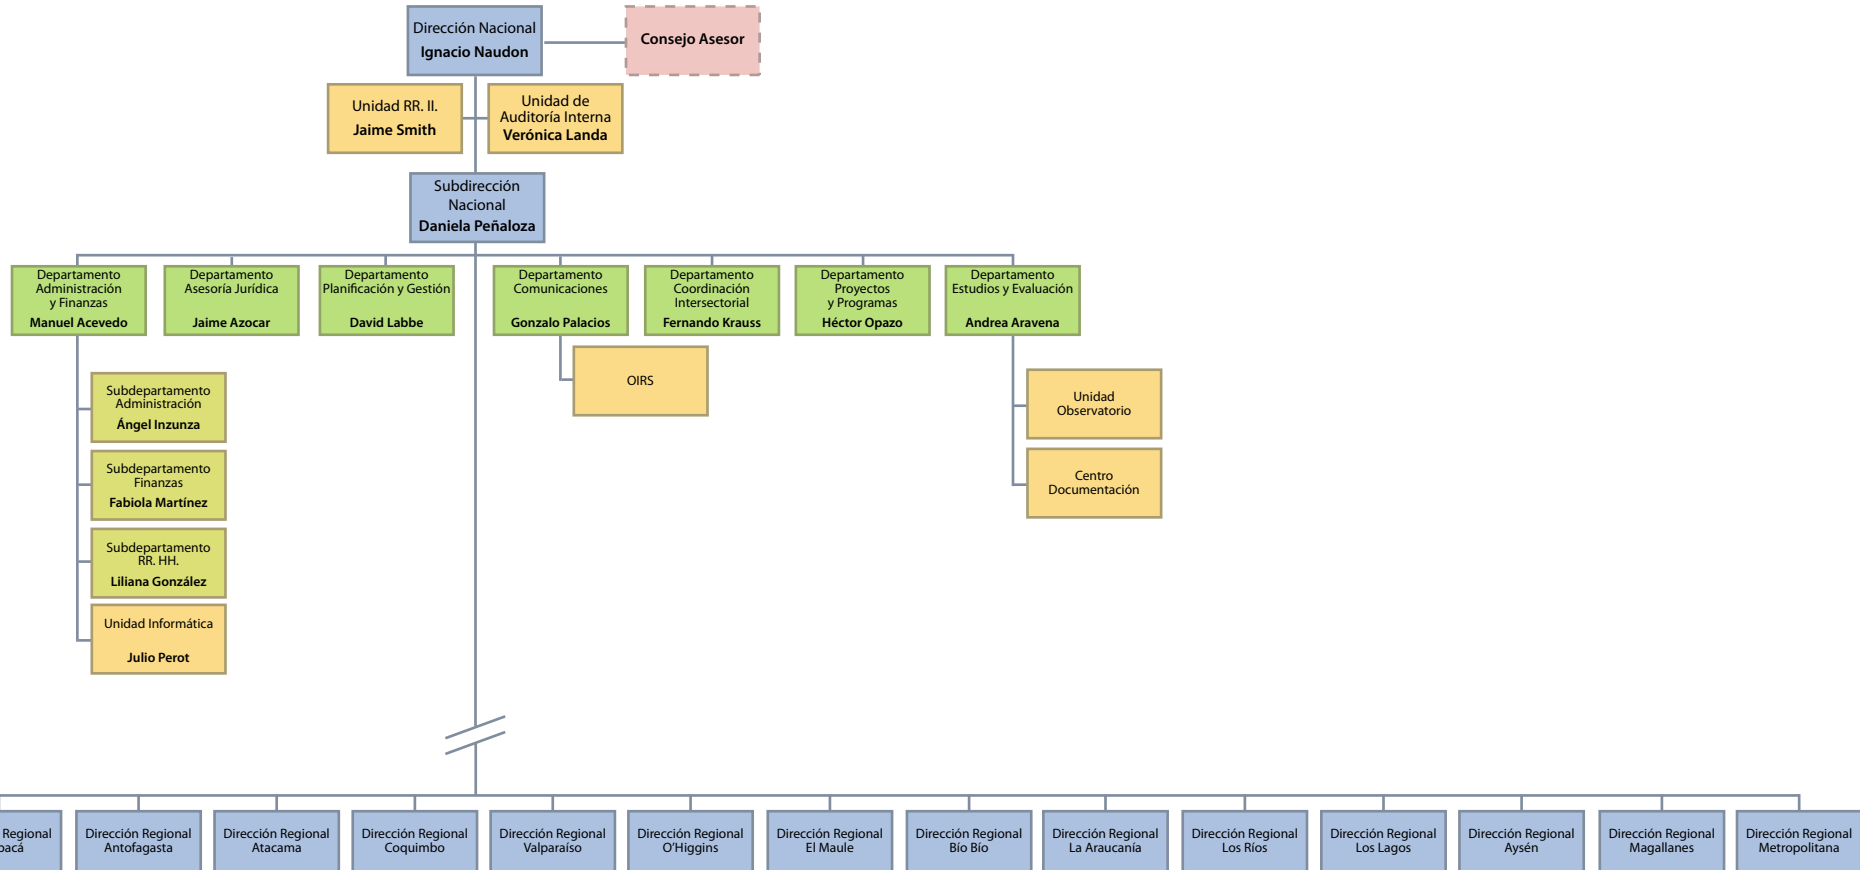 Dirección Nacional
Ignacio Naudon
Consejo Asesor
Unidad RR. II.
Jaime Smith
Unidad de
Auditoría Interna
Verónica Landa
Subdirección
Nacional
Daniela Peñaloza
Departamento
Administración
y Finanzas
Manuel Acevedo
Departamento
Asesoría Jurídica
Jaime Azocar
Departamento
Planificación y Gestión
David Labbe
Departamento
Comunicaciones
Gonzalo Palacios
Departamento
Coordinación
Intersectorial
Fernando Krauss
Departamento
Proyectos
y Programas
Héctor Opazo
Departamento
Estudios y Evaluación
Andrea Aravena
Subdepartamento
Administración
Ángel Inzunza
Subdepartamento
Finanzas
Fabiola Martínez
Subdepartamento
RR. HH.
Liliana González
Unidad Informática
Julio Perot
OIRS
Unidad
Observatorio
Centro
Documentación
Regional
pacá
Dirección Regional
Antofagasta
Dirección Regional
Atacama
Dirección Regional
Coquimbo
Dirección Regional
Valparaíso
Dirección Regional
O'Higgins
Dirección Regional
El Maule
Dirección Regional
Bío Bío
Dirección Regional
La Araucanía
Dirección Regional
Los Ríos
Dirección Regional
Los Lagos
Dirección Regional
Aysén
Dirección Regional
Magallanes
Dirección Regional
Metropolitana